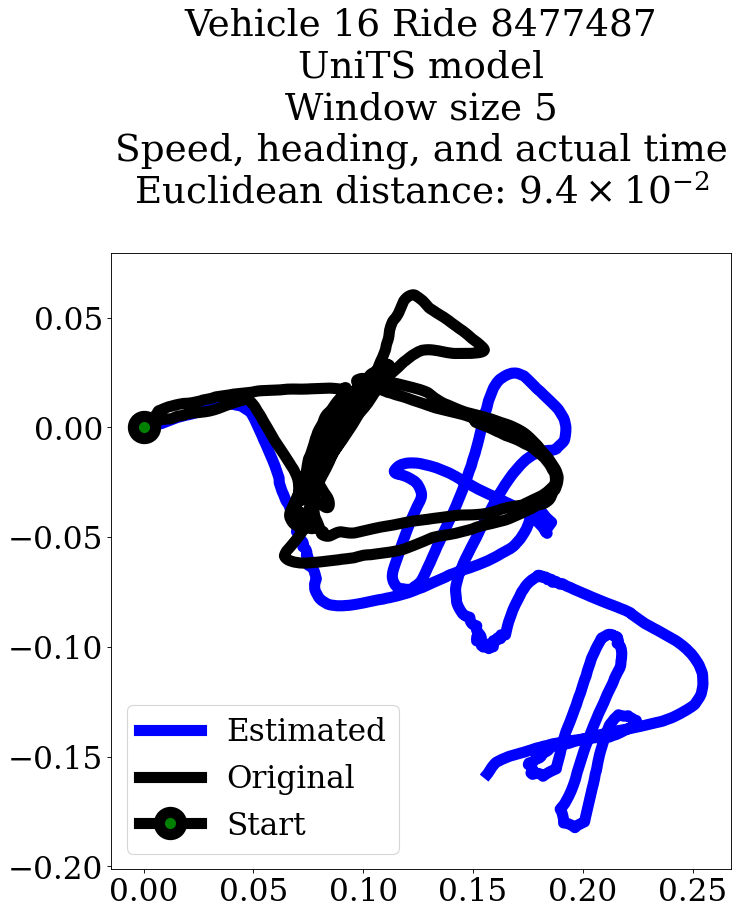 Vehicle 16 Ride 8477487
UniTS model
Window size 5
Speed, heading, and actual time
Euclidean distance: 9.4 × 10⁻²
0.05
0.00
−0.05
−0.10
−0.15
−0.20
Estimated
Original
Start
0.00 0.05 0.10 0.15 0.20 0.25